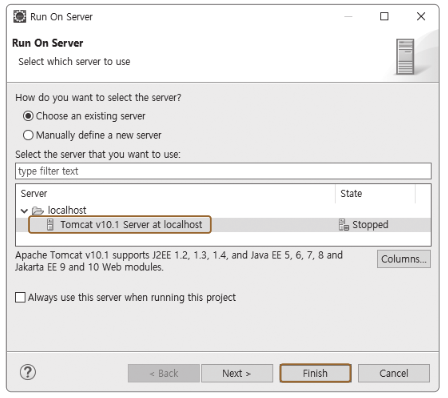 Run On Server
Run On Server
Select which server to use
How do you want to select the server?
Choose an existing server
Manually define a new server
Select the server that you want to use:
type filter text
Server State
localhost
Tomcat v10.1 Server at localhost Stopped
Apache Tomcat v10.1 supports J2EE 1.2, 1.3, 1.4, and Java EE 5, 6, 7, 8 and
Jakarta EE 9 and 10 Web modules.
Columns...
Always use this server when running this project
? < Back Next > Finish Cancel